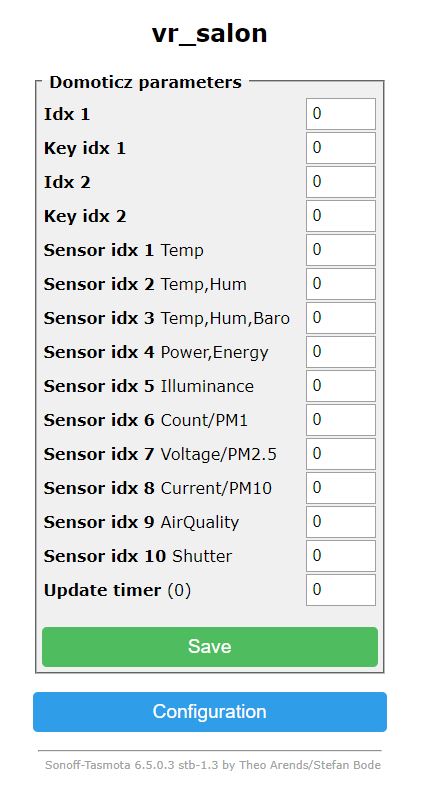 vr_salon
Domoticz parameters
Idx 1 0
Key idx 1 0
Idx 2 0
Key idx 2 0
Sensor idx 1 Temp 0
Sensor idx 2 Temp,Hum 0
Sensor idx 3 Temp,Hum,Baro 0
Sensor idx 4 Power,Energy 0
Sensor idx 5 Illuminance 0
Sensor idx 6 Count/PM1 0
Sensor idx 7 Voltage/PM2.5 0
Sensor idx 8 Current/PM10 0
Sensor idx 9 AirQuality 0
Sensor idx 10 Shutter 0
Update timer (0) 0
Save
Configuration
Sonoff-Tasmota 6.5.0.3 stb-1.3 by Theo Arends/Stefan Bode